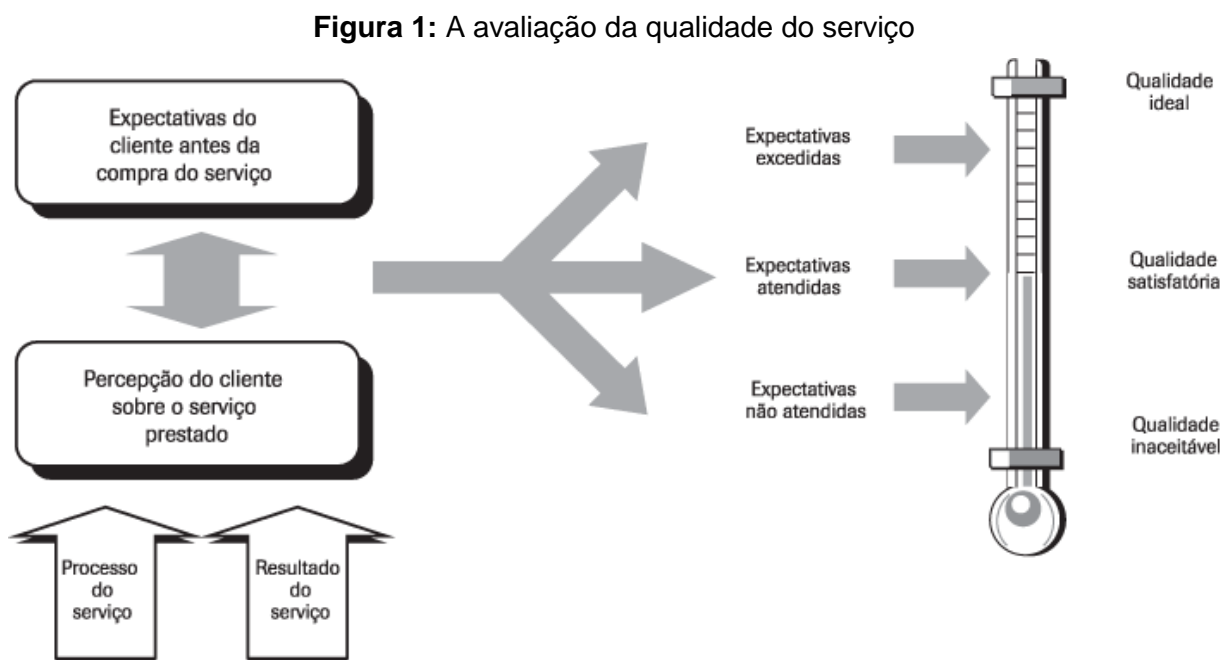 Figura 1: A avaliação da qualidade do serviço
Expectativas do
cliente antes da
compra do serviço
Percepção do cliente
sobre o serviço
prestado
Processo
do
serviço
Resultado
do
serviço
Expectativas
excedidas
Expectativas
atendidas
Expectativas
não atendidas
Qualidade
ideal
Qualidade
satisfatória
Qualidade
inaceitável